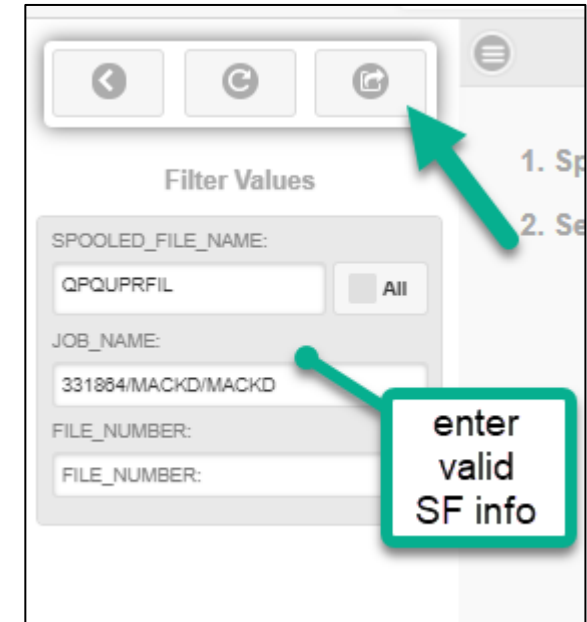 1. Sp
Filter Values
2. Se
SPOOLED_FILE_NAME:
QPQUPRFIL
All
JOB_NAME:
331864/MACKD/MACKD
FILE_NUMBER:
FILE_NUMBER:
enter
valid
SF info